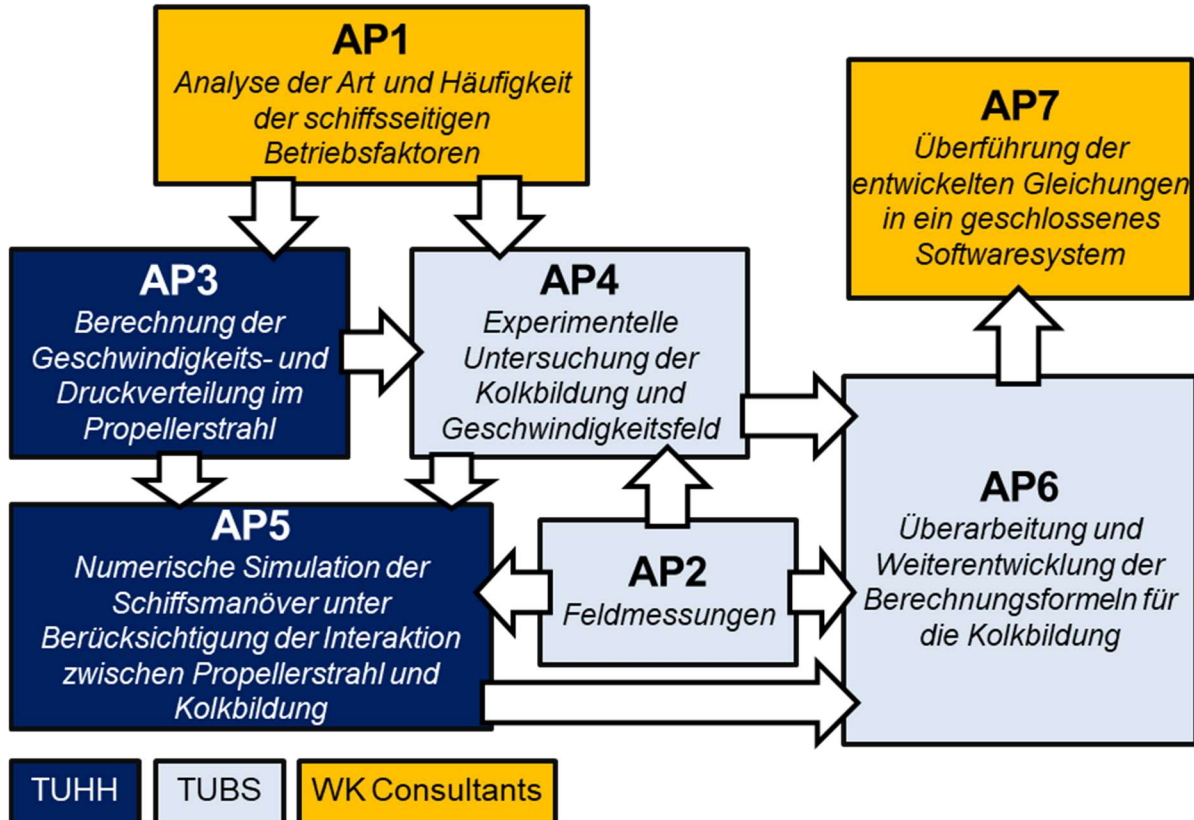 AP1
Analyse der Art und Häufigkeit
der schiffsseitigen
Betriebsfaktoren
AP7
Überführung der
entwickelten Gleichungen
in ein geschlossenes
Softwaresystem
AP3
Berechnung der
Geschwindigkeits- und
Druckverteilung im
Propellerstrahl
AP4
Experimentelle
Untersuchung der
Kolkbildung und
Geschwindigkeitsfeld
AP5
Numerische Simulation der
Schiffsmanöver unter
Berücksichtigung der Interaktion
zwischen Propellerstrahl und
Kolkbildung
AP2
Feldmessungen
AP6
Überarbeitung und
Weiterentwicklung der
Berechnungsformeln für
die Kolkbildung
TUHH
TUBS
WK Consultants